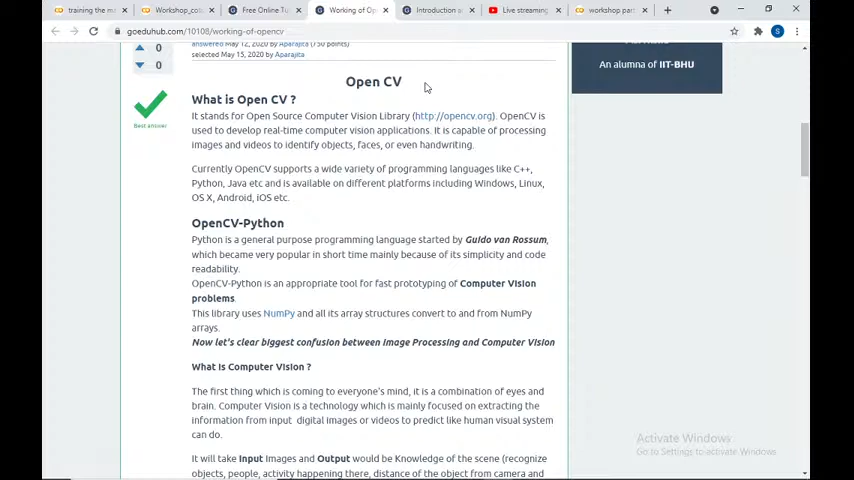 training the m
Workshop_colo
Free Online Tu
Working of Op
Introduction a
Live streaming
workshop part
goeduhub.com/10108/working-of-opencv
S
answered May 12, 2020 by Aparajita (750 points)
selected May 15, 2020 by Aparajita
0
0
Best answer
An alumna of IIT-BHU
Open CV
What is Open CV ?
It stands for Open Source Computer Vision Library (http://opencv.org). OpenCV is
used to develop real-time computer vision applications. It is capable of processing
images and videos to identify objects, faces, or even handwriting.
Currently OpenCV supports a wide variety of programming languages like C++,
Python, Java etc and is available on different platforms including Windows, Linux,
OS X, Android, iOS etc.
OpenCV-Python
Python is a general purpose programming language started by Guido van Rossum,
which became very popular in short time mainly because of its simplicity and code
readability.
OpenCV-Python is an appropriate tool for fast prototyping of Computer Vision
problems.
This library uses NumPy and all its array structures convert to and from NumPy
arrays.
Now let's clear biggest confusion between Image Processing and Computer Vision
What is Computer Vision ?
The first thing which is coming to everyone's mind, it is a combination of eyes and
brain. Computer Vision is a technology which is mainly focused on extracting the
information from input digital images or videos to predict like human visual system
can do.
It will take Input Images and Output would be Knowledge of the scene (recognize
objects, people, activity happening there, distance of the object from camera and
Activate Windows
Go to Settings to activate Windows.